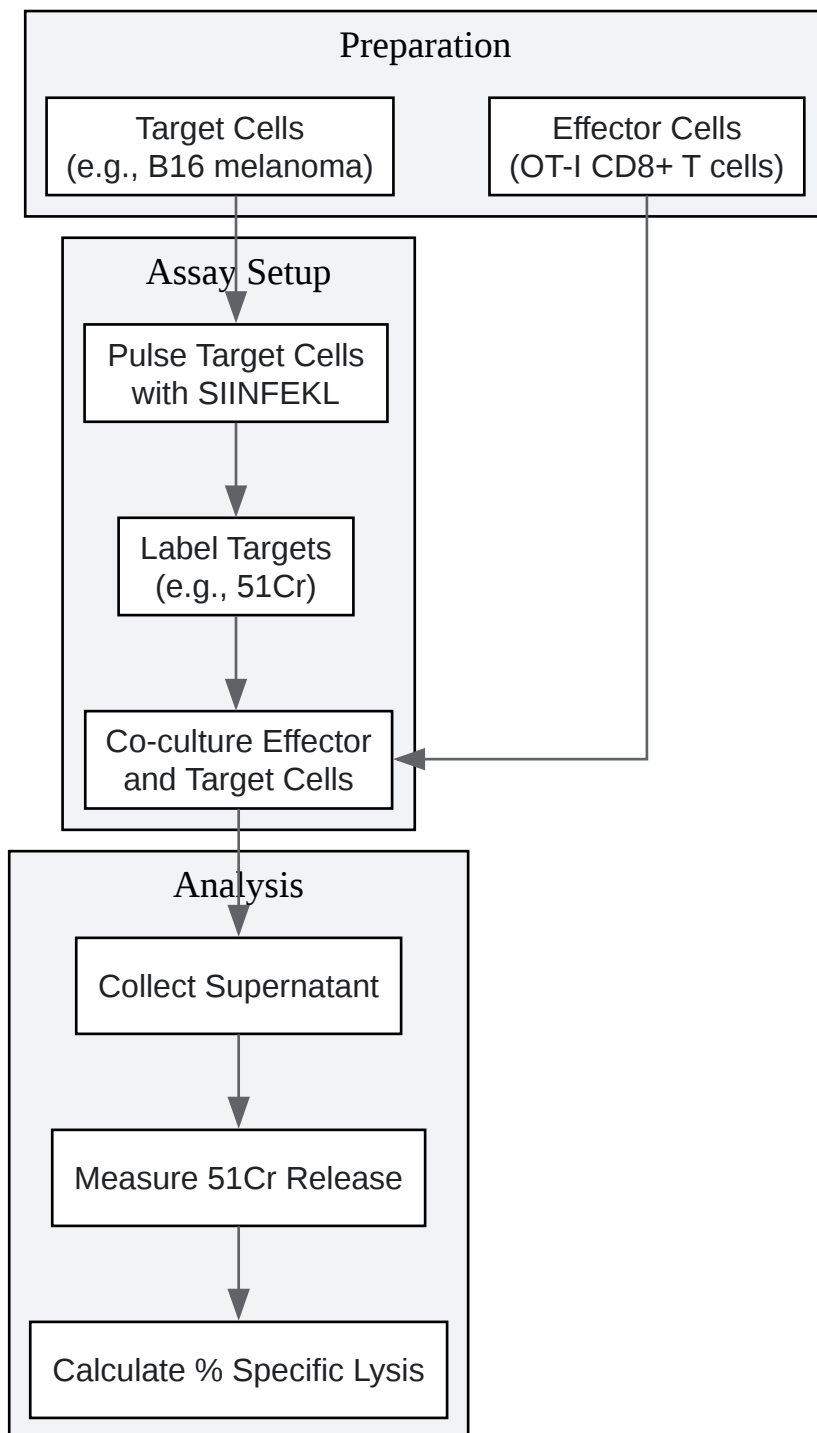 Preparation
Target Cells
(e.g., B16 melanoma)
Effector Cells
(OT-I CD8+ T cells)
Assay Setup
Pulse Target Cells
with SIINFEKL
Label Targets
(e.g., 51Cr)
Co-culture Effector
and Target Cells
Analysis
Collect Supernatant
Measure 51Cr Release
Calculate % Specific Lysis